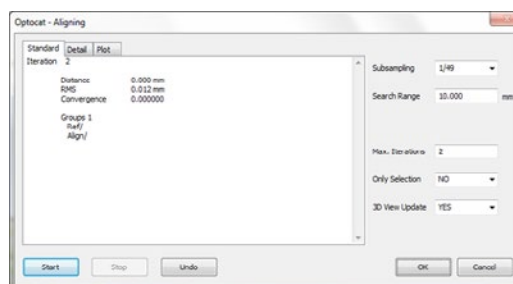 Optocat - Aligning
Standard Detail Plot
Iteration 2
Distance 0.000 mm
RMS 0.012 mm
Convergence 0.000000
Groups 1
Ref/
Align/
Subsampling 1/49
Search Range 10.000 mm
Max. Iterations 2
Only Selection NO
3D View Update YES
Start Stop Undo OK Cancel